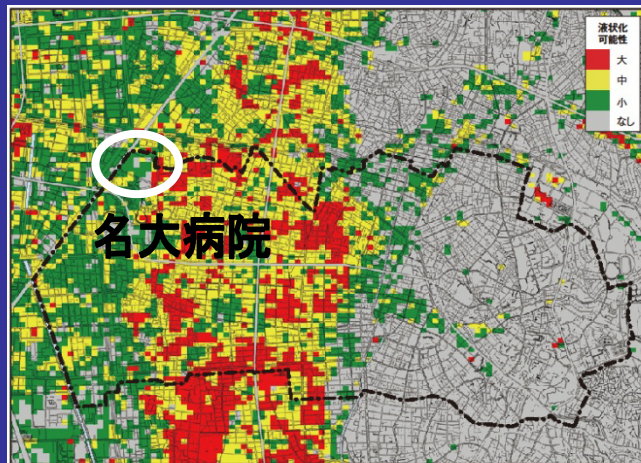 液状化
可能性
大
中
小
なし
名大病院